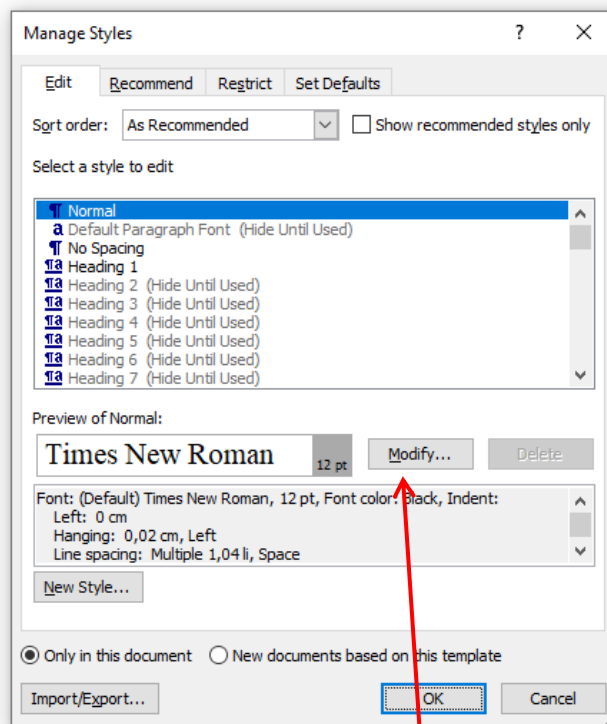 Manage Styles ?
Edit Recommend Restrict Set Defaults
Sort order: As Recommended Show recommended styles only
Select a style to edit
¶ Normal
a Default Paragraph Font (Hide Until Used)
¶ No Spacing
¶a Heading 1
¶a Heading 2 (Hide Until Used)
¶a Heading 3 (Hide Until Used)
¶a Heading 4 (Hide Until Used)
¶a Heading 5 (Hide Until Used)
¶a Heading 6 (Hide Until Used)
¶a Heading 7 (Hide Until Used)
Preview of Normal:
Times New Roman 12 pt Modify... Delete
Font: (Default) Times New Roman, 12 pt, Font color: Black, Indent:
Left: 0 cm
Hanging: 0,02 cm, Left
Line spacing: Multiple 1,04 li, Space
New Style...
Only in this document New documents based on this template
Import/Export... OK Cancel